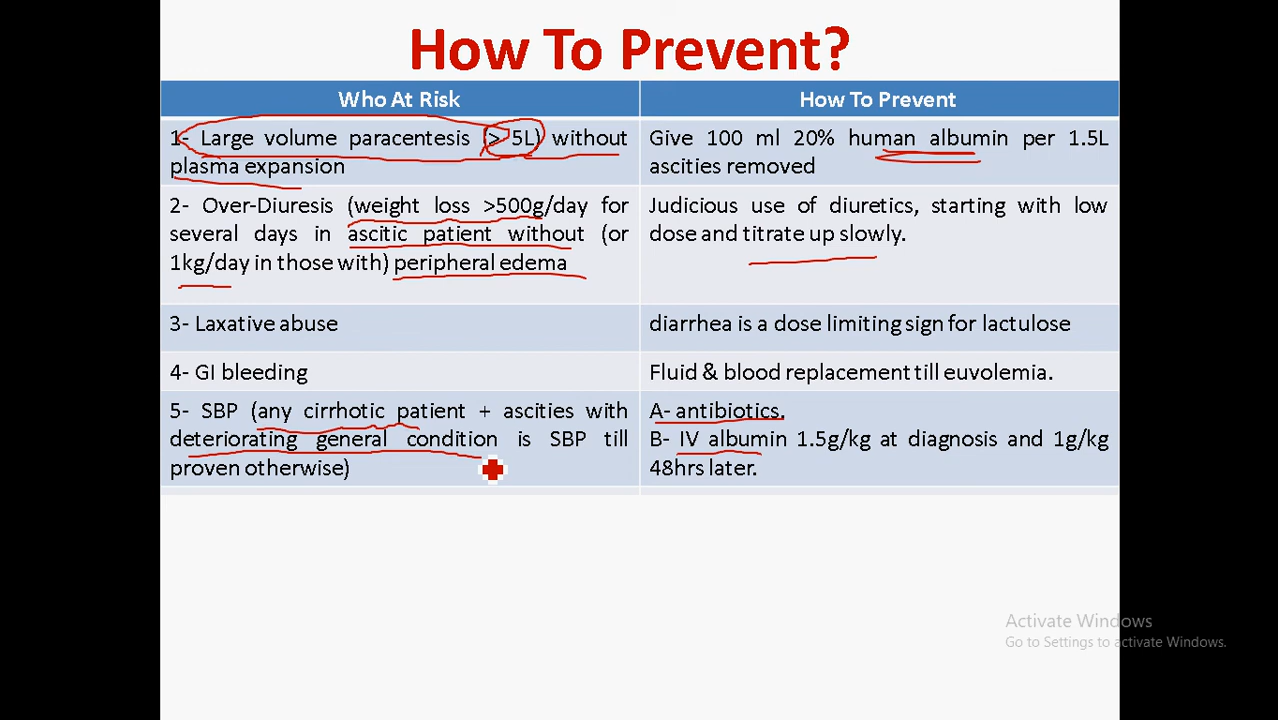 How To Prevent?
Who At Risk
How To Prevent
1- Large volume paracentesis (> 5L) without
plasma expansion
Give 100 ml 20% human albumin per 1.5L
ascities removed
2- Over-Diuresis (weight loss >500g/day for
several days in ascitic patient without (or
1kg/day in those with) peripheral edema
Judicious use of diuretics, starting with low
dose and titrate up slowly.
3- Laxative abuse
diarrhea is a dose limiting sign for lactulose
4- GI bleeding
Fluid & blood replacement till euvolemia.
5- SBP (any cirrhotic patient + ascities with
deteriorating general condition is SBP till
proven otherwise)
A- antibiotics.
B- IV albumin 1.5g/kg at diagnosis and 1g/kg
48hrs later.
Activate Windows
Go to Settings to activate Windows.